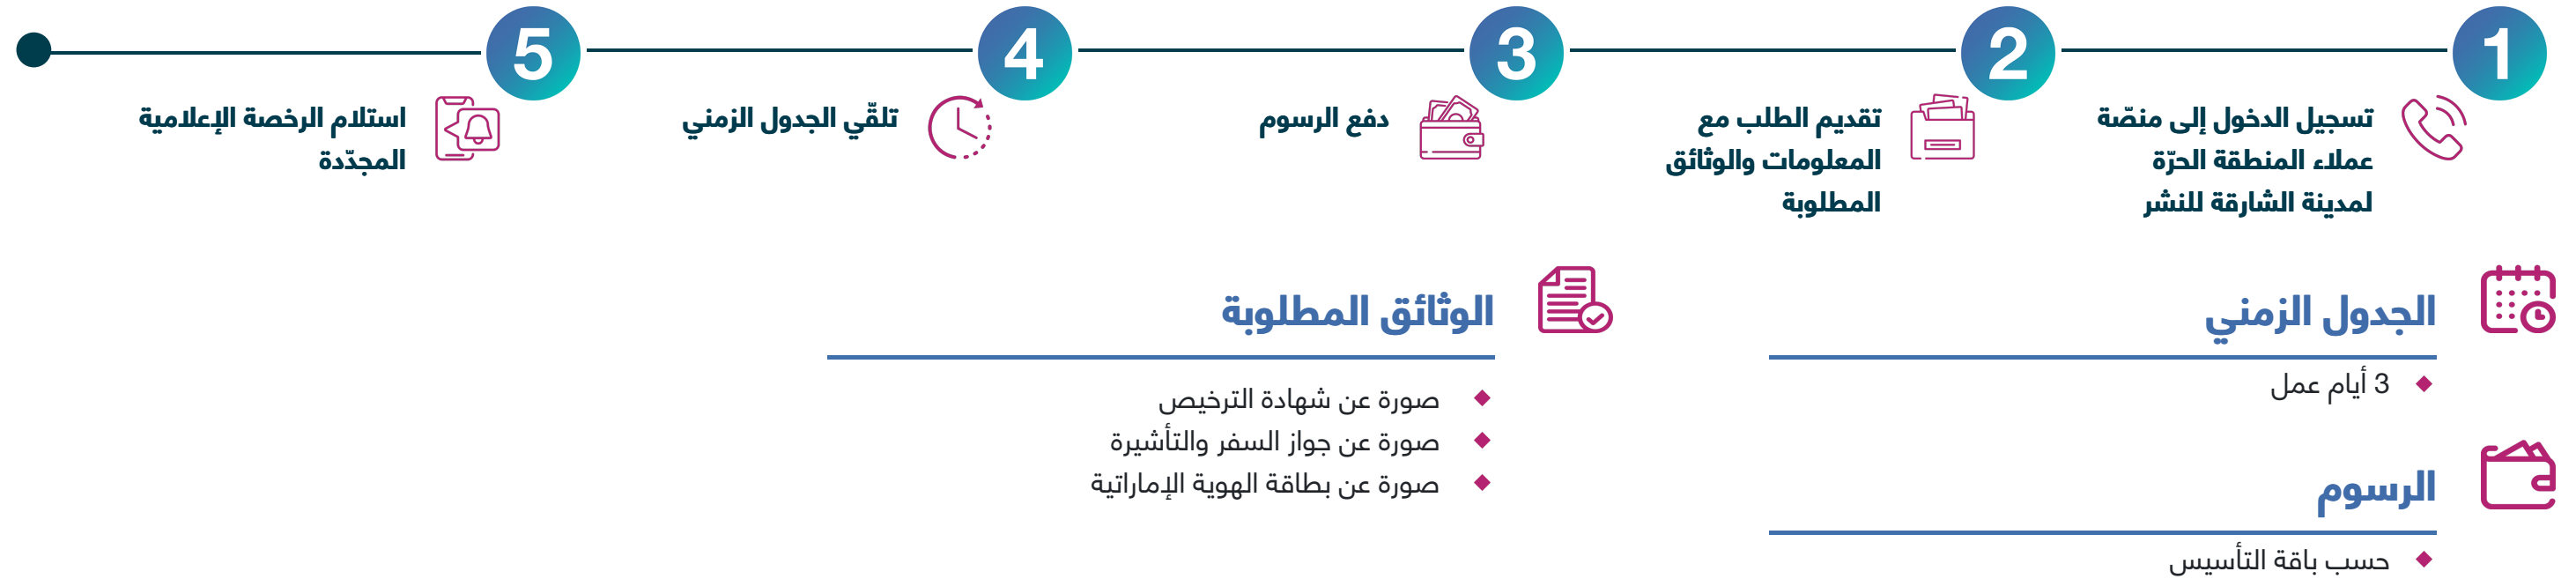 1
تسجيل الدخول إلى منصّة
عملاء المنطقة الحرّة
لمدينة الشارقة للنشر
2
تقديم الطلب مع
المعلومات والوثائق
المطلوبة
3
دفع الرسوم
4
تلقّي الجدول الزمني
5
استلام الرخصة الإعلامية
المجدّدة
الجدول الزمني
3 أيام عمل
الرسوم
حسب باقة التأسيس
الوثائق المطلوبة
صورة عن شهادة الترخيص
صورة عن جواز السفر والتأشيرة
صورة عن بطاقة الهوية الإماراتية